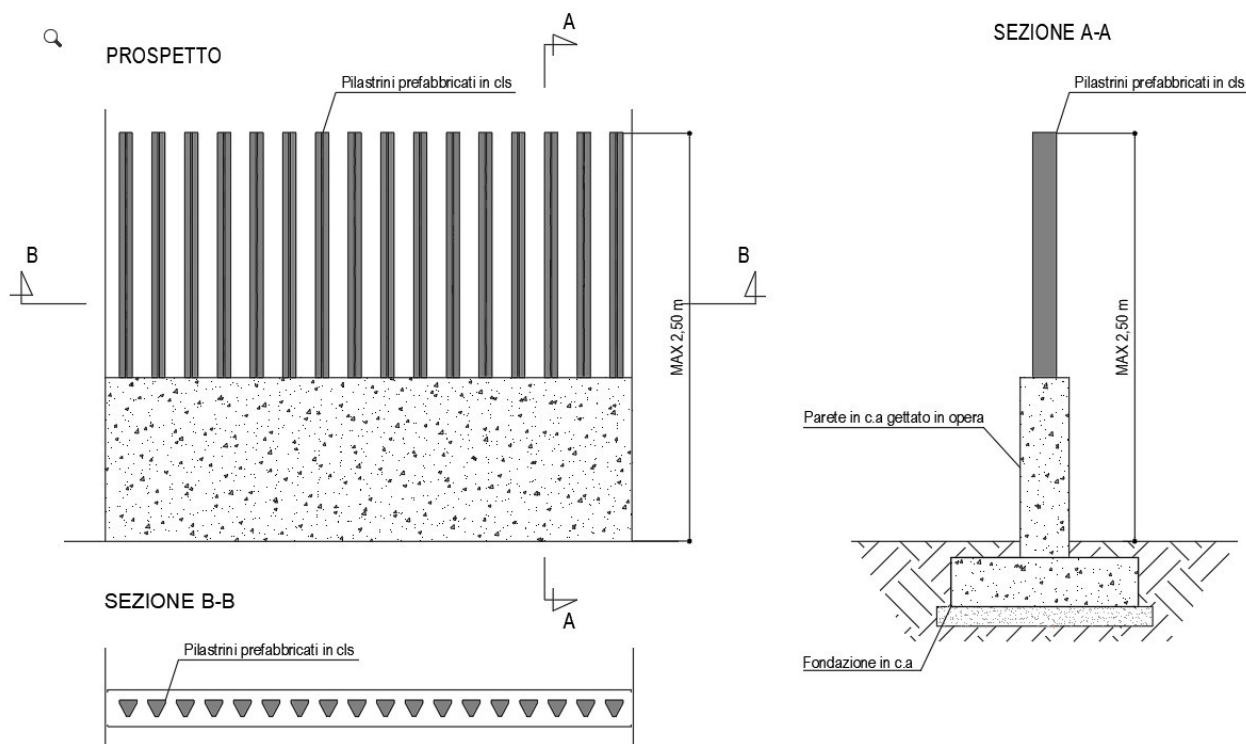 PROSPETTO
A
SEZIONE A-A
Pilastrini prefabbricati in cls
Pilastrini prefabbricati in cls
B
B
MAX 2,50 m
MAX 2,50 m
Parete in c.a gettato in opera
SEZIONE B-B
A
Pilastrini prefabbricati in cls
Fondazione in c.a